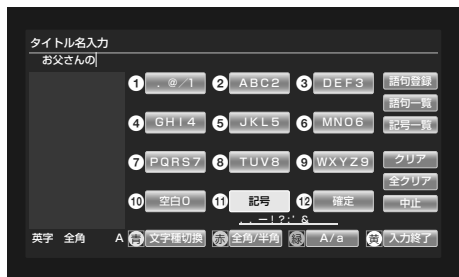 タイトル名入力
お父さんの
① . @／1 ② ABC2 ③ DEF3 語句登録
語句一覧
④ GHI4 ⑤ JKL5 ⑥ MNO6 記号一覧
⑦ PQRS7 ⑧ TUV8 ⑨ WXYZ9 クリア
全クリア
⑩ 空白0 ⑪ 記号 ⑫ 確定 中止
. , −!?:‘ &
英字 全角 A 青 文字種切換 赤 全角/半角 緑 A/a 黄 入力終了